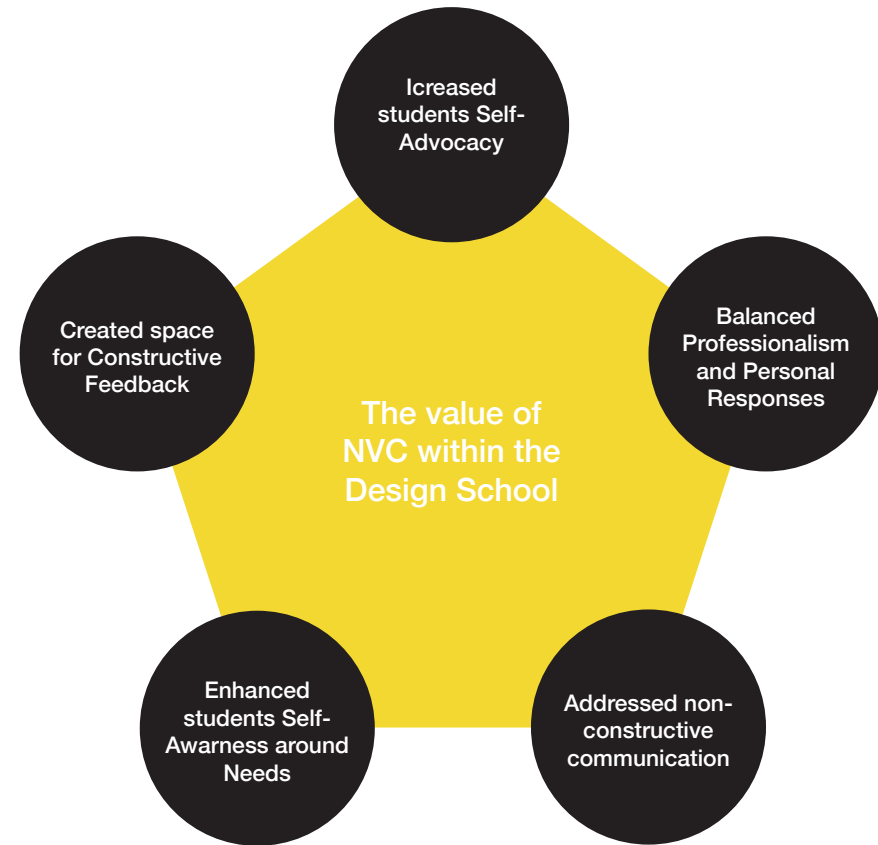 Icreased
students Self-
Advocacy
Created space
for Constructive
Feedback
Balanced
Professionalism
and Personal
Responses
The value of
NVC within the
Design School
Enhanced
students Self-
Awarness around
Needs
Addressed non-
constructive
communication